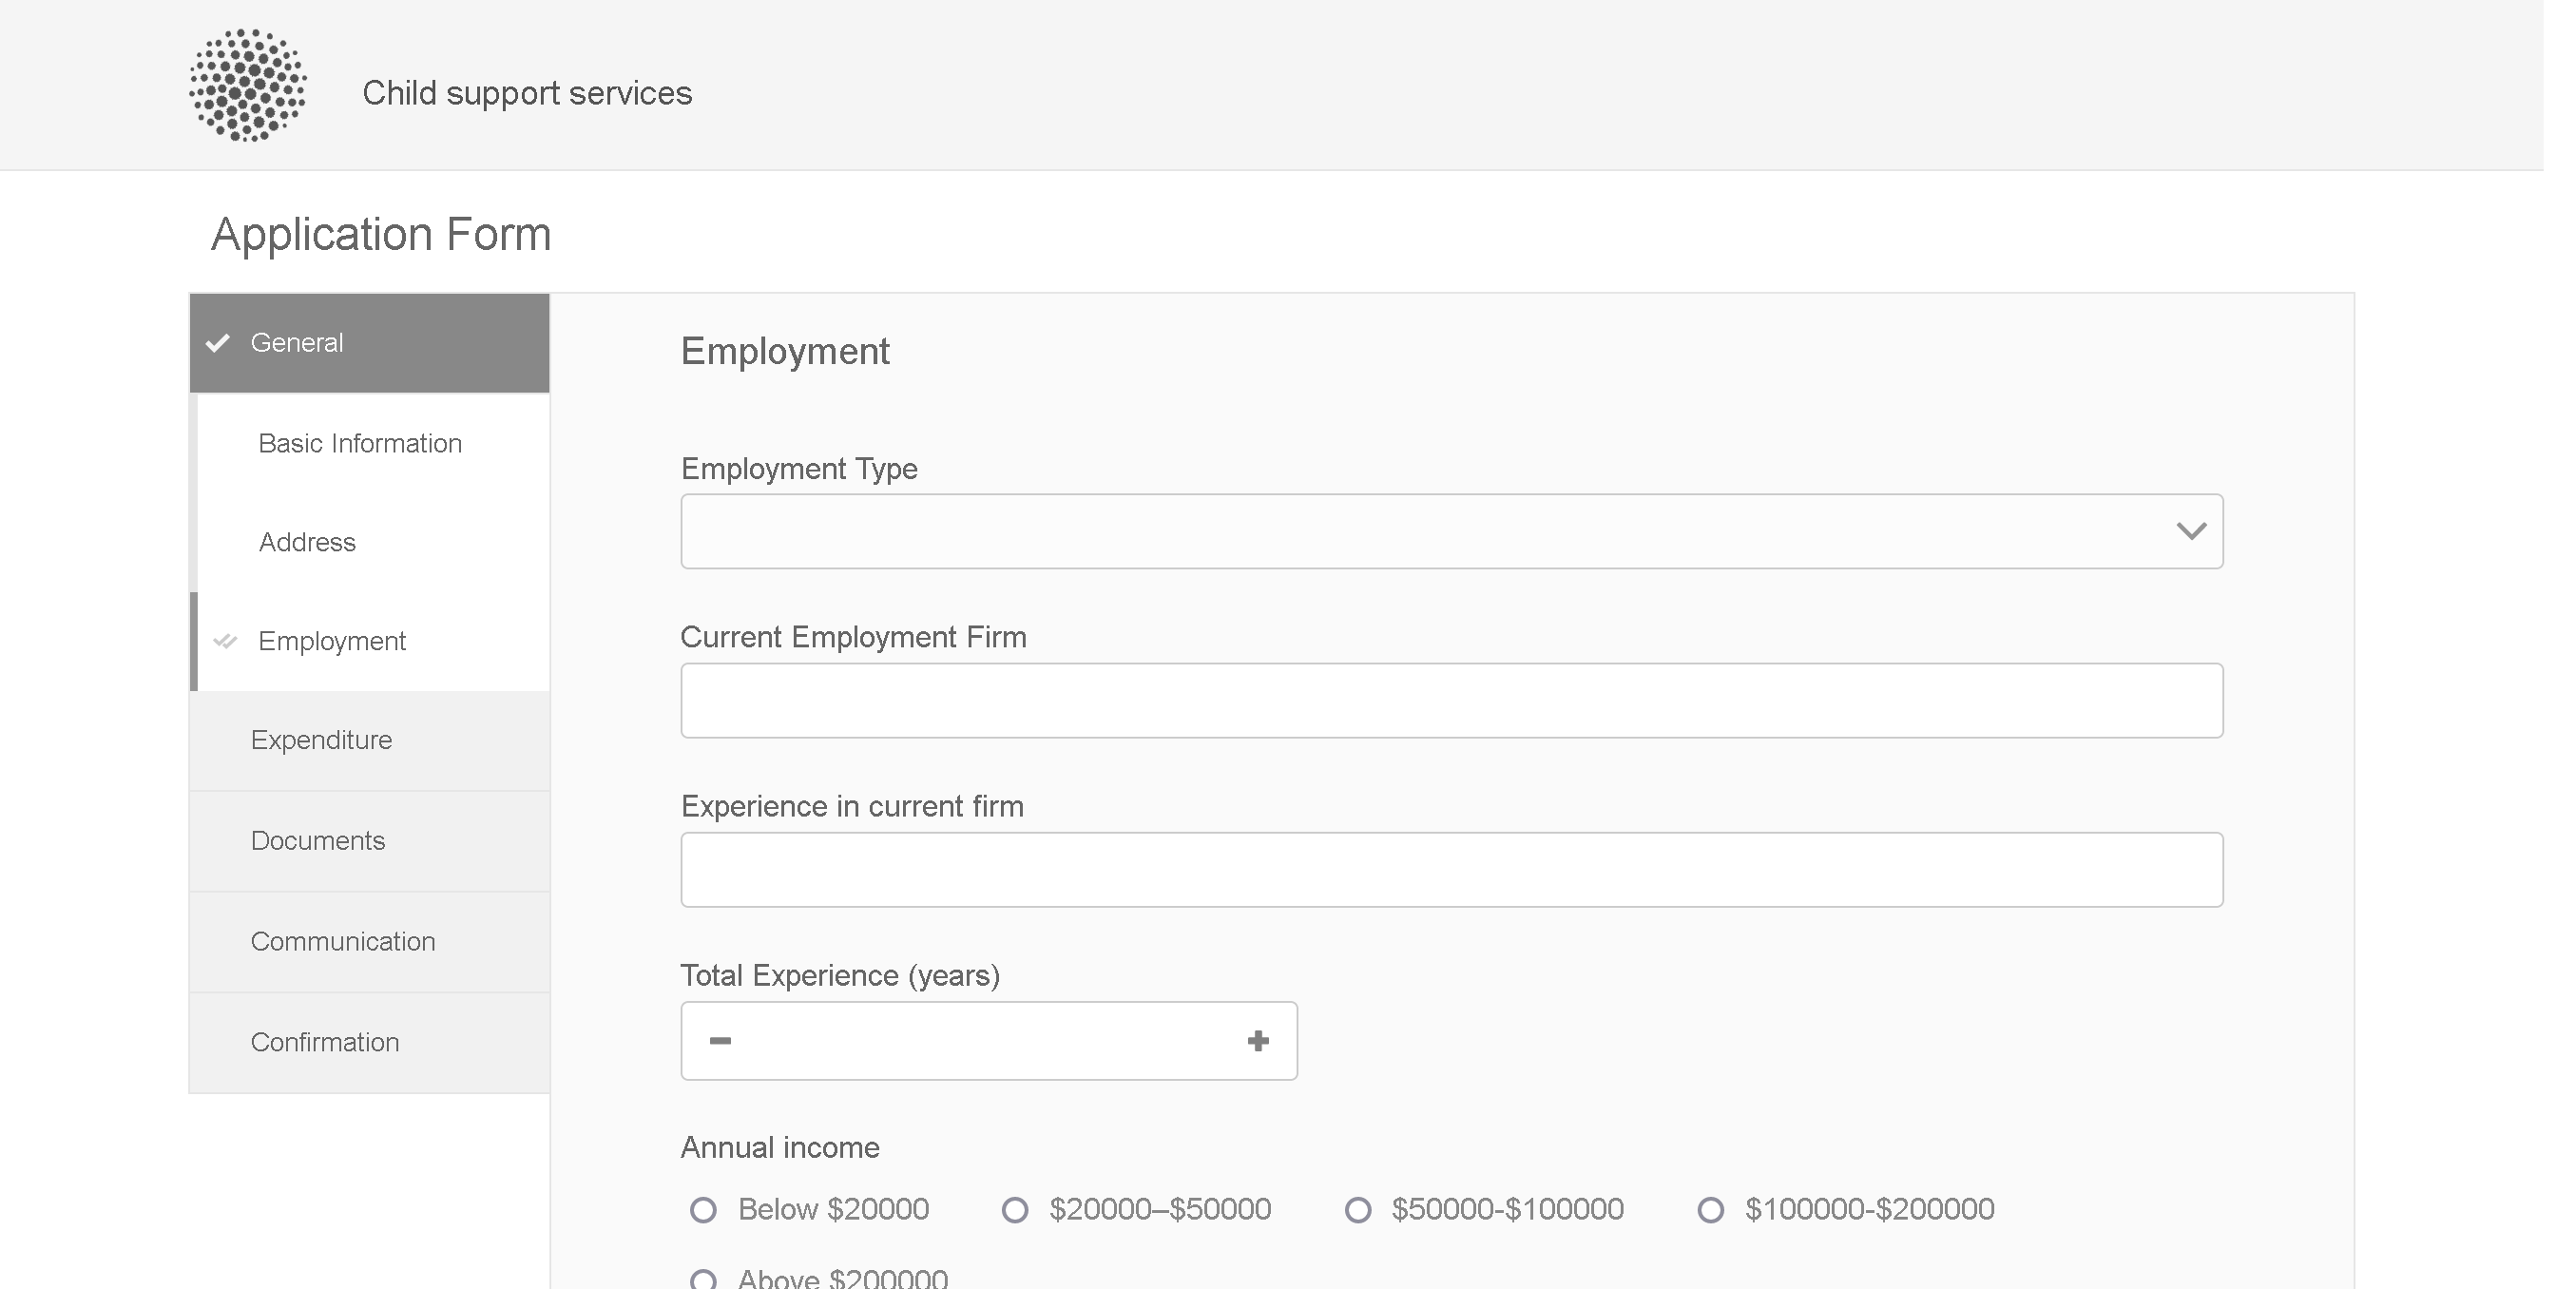 Child support services
Application Form
General
Basic Information
Address
Employment
Expenditure
Documents
Communication
Confirmation
Employment
Employment Type
Current Employment Firm
Experience in current firm
Total Experience (years)
Annual income
Below $20000 $20000–$50000 $50000-$100000 $100000-$200000
Above $200000